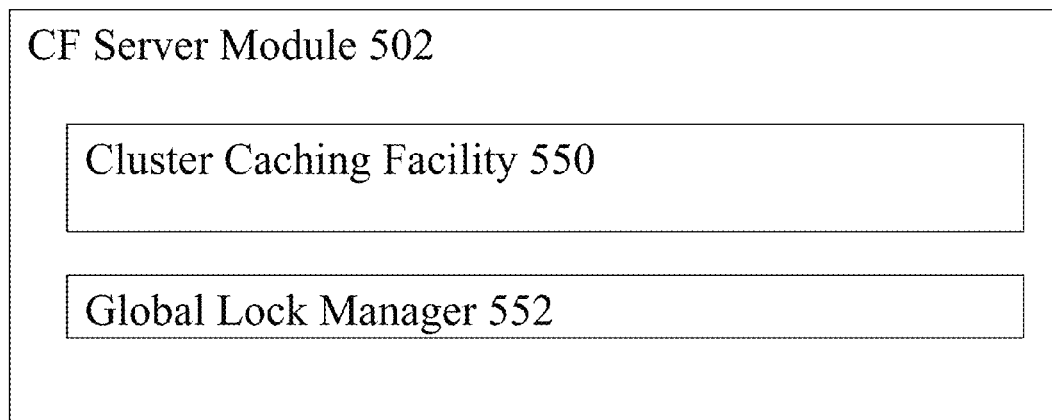 CF Server Module 502
Cluster Caching Facility 550
Global Lock Manager 552